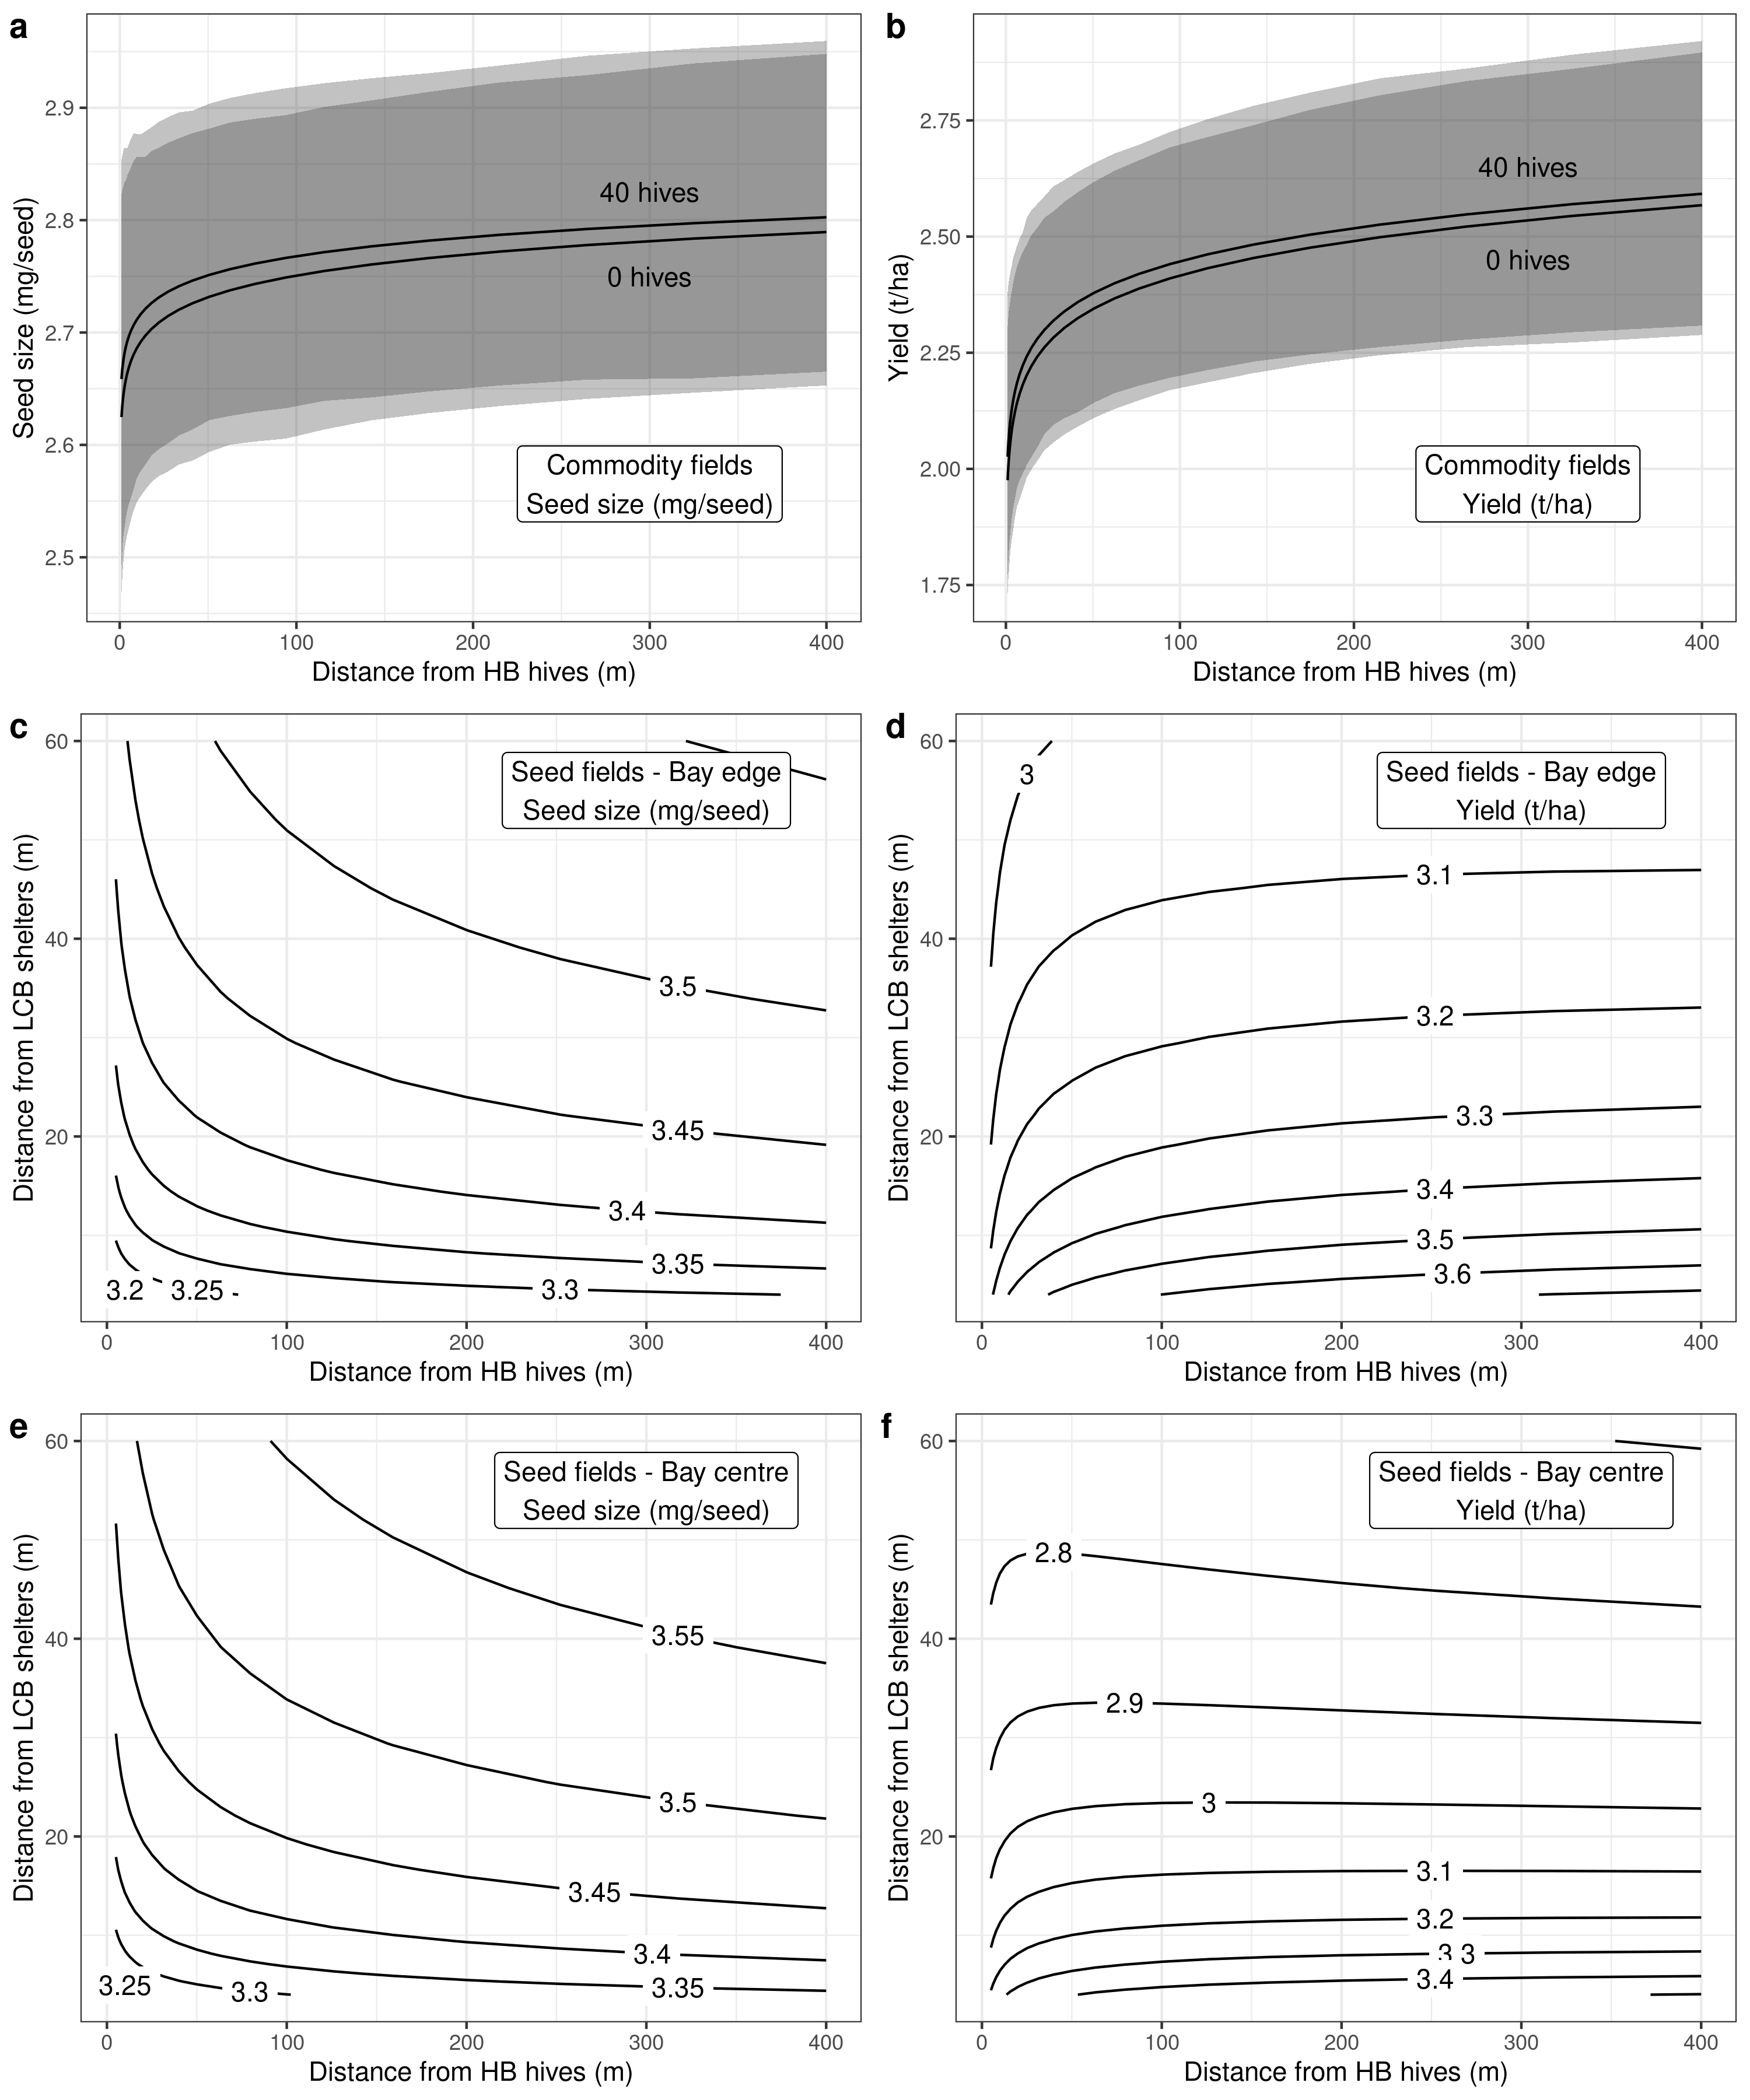 a
2.9
2.8
2.7
2.6
2.5
Seed size (mg/seed)
40 hives
0 hives
Commodity fields
Seed size (mg/seed)
0 100 200 300 400
Distance from HB hives (m)
b
2.75
2.50
2.25
2.00
1.75
Yield (t/ha)
40 hives
0 hives
Commodity fields
Yield (t/ha)
0 100 200 300 400
Distance from HB hives (m)
c
60
40
20
Distance from LCB shelters (m)
Seed fields - Bay edge
Seed size (mg/seed)
3.5
3.45
3.4
3.35
3.3
3.2 3.25
0 100 200 300 400
Distance from HB hives (m)
d
60
40
20
Distance from LCB shelters (m)
Seed fields - Bay edge
Yield (t/ha)
3
3.1
3.2
3.3
3.4
3.5
3.6
0 100 200 300 400
Distance from HB hives (m)
e
60
40
20
Distance from LCB shelters (m)
Seed fields - Bay centre
Seed size (mg/seed)
3.55
3.5
3.45
3.4
3.35
3.25 3.3
0 100 200 300 400
Distance from HB hives (m)
f
60
40
20
Distance from LCB shelters (m)
Seed fields - Bay centre
Yield (t/ha)
2.8
2.9
3
3.1
3.2
3.3
3.4
0 100 200 300 400
Distance from HB hives (m)